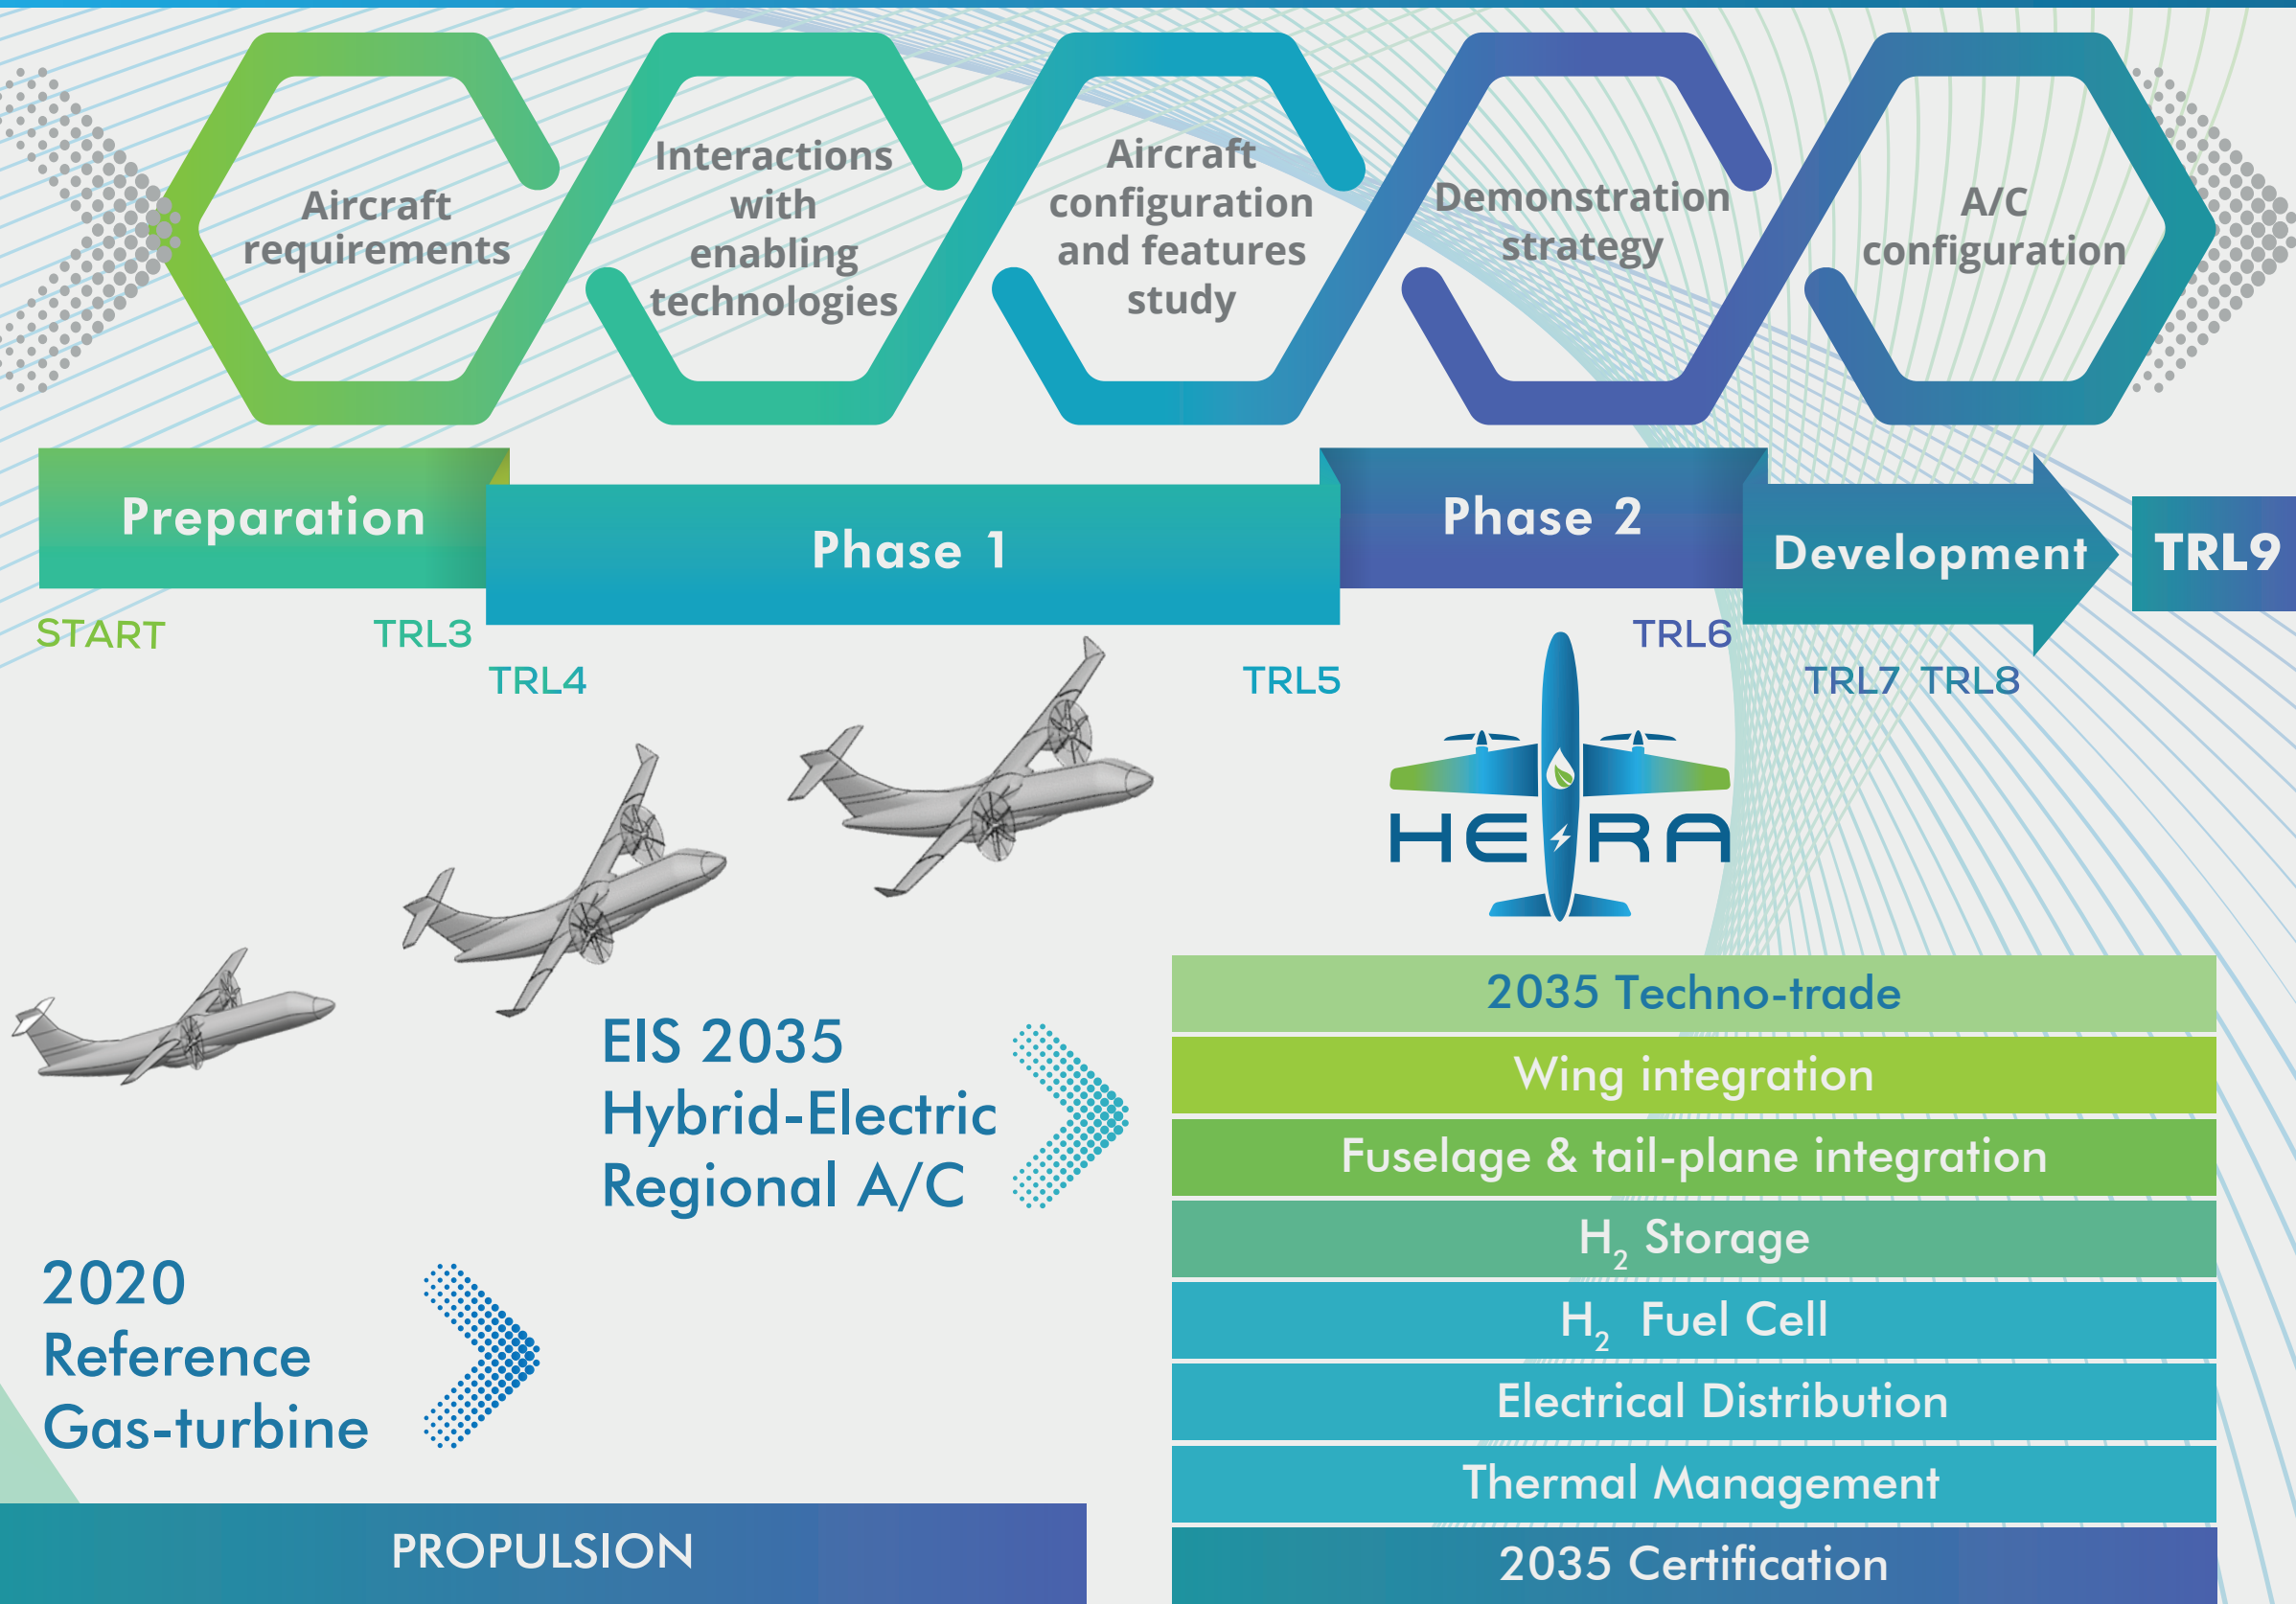 Aircraft
requirements
Interactions
with
enabling
technologies
Aircraft
configuration
and features
study
Demonstration
strategy
A/C
configuration
Preparation
Phase 1
Phase 2
Development
TRL9
START
TRL3
TRL4
TRL5
TRL6
TRL7 TRL8
HERA
EIS 2035
Hybrid-Electric
Regional A/C
2020
Reference
Gas-turbine
PROPULSION
2035 Techno-trade
Wing integration
Fuselage & tail-plane integration
H₂ Storage
H₂ Fuel Cell
Electrical Distribution
Thermal Management
2035 Certification